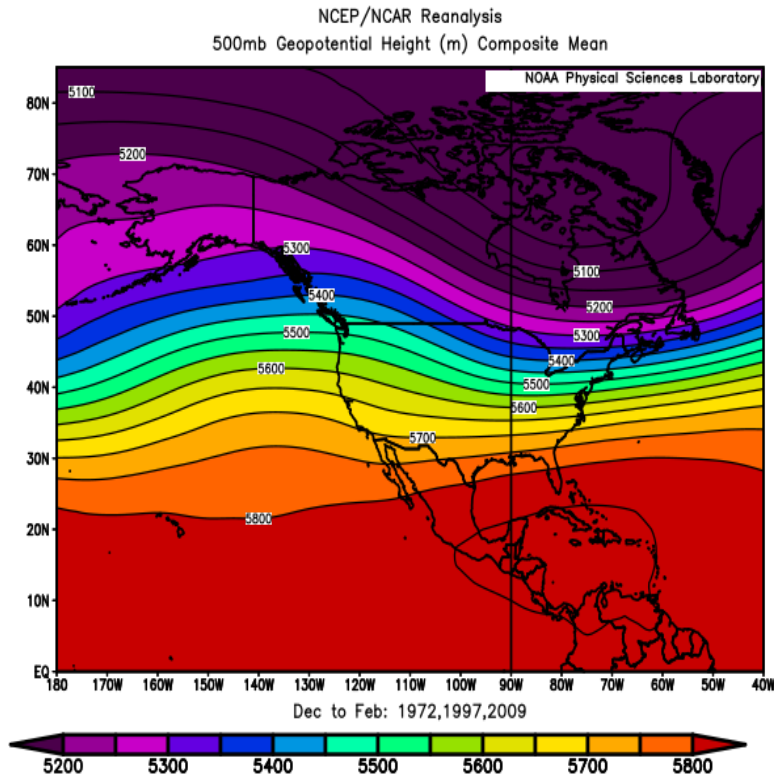 NCEP/NCAR Reanalysis
500mb Geopotential Height (m) Composite Mean
NOAA Physical Sciences Laboratory
80N
5100
70N
5200
60N
5300
5100
5400
5200
50N
5500
5300
5400
5600
5500
40N
5600
5700
30N
5800
20N
10N
EQ
180 170W 160W 150W 140W 130W 120W 110W 100W 90W 80W 70W 60W 50W 40W
Dec to Feb: 1972,1997,2009
5200 5300 5400 5500 5600 5700 5800